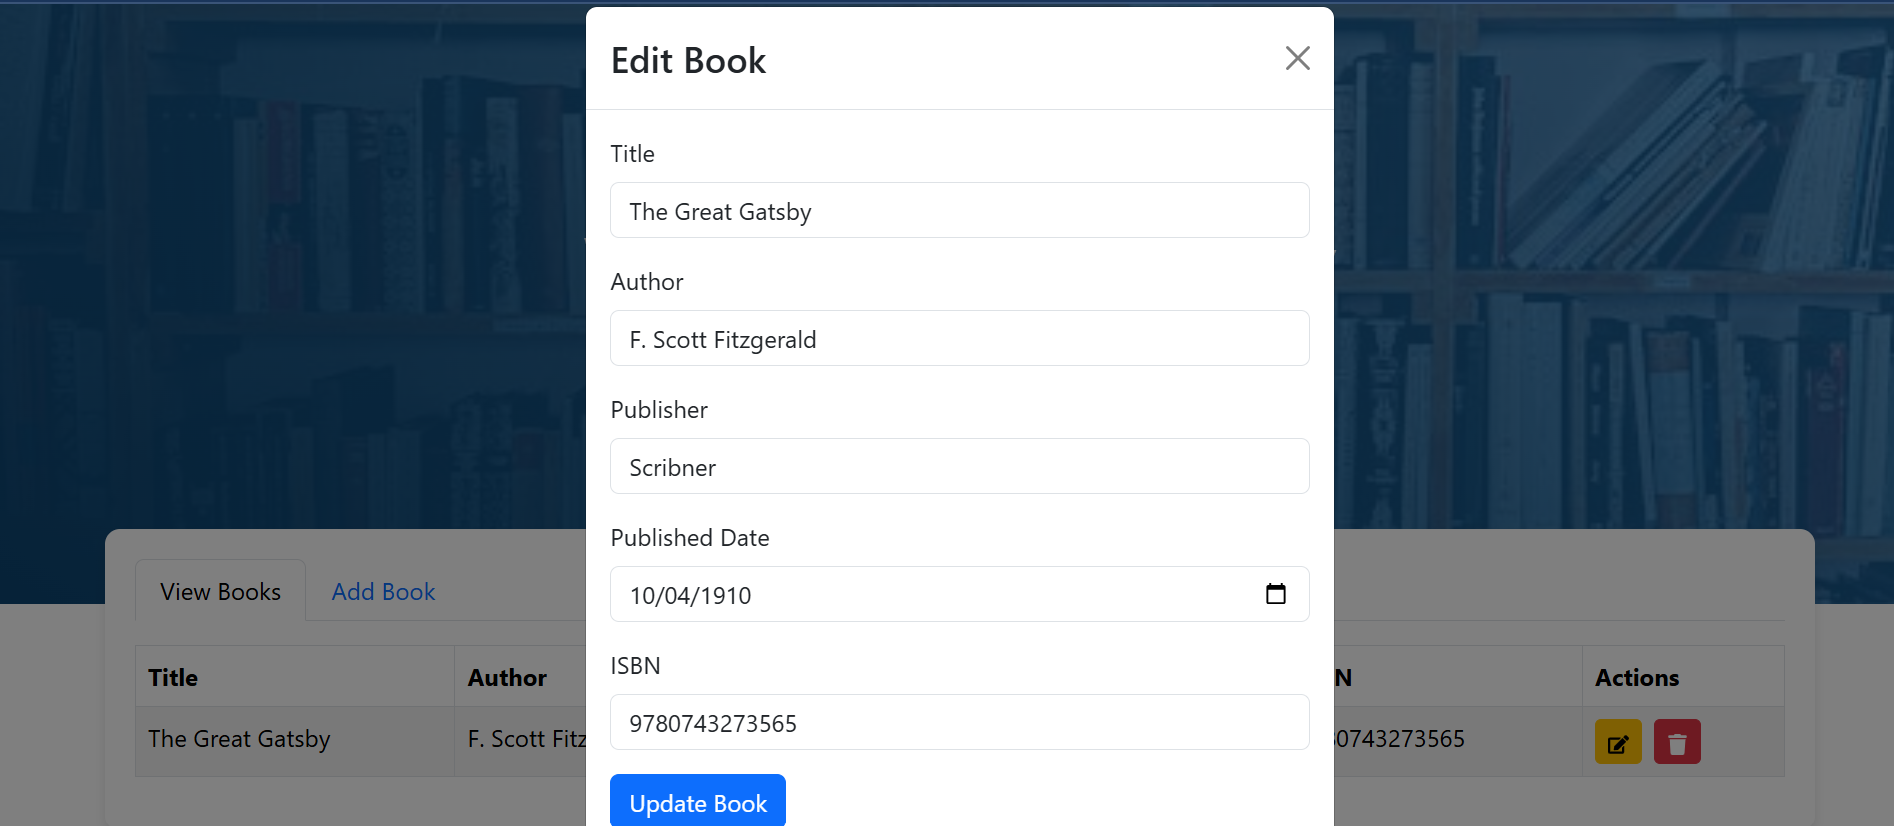 Edit Book
Title
The Great Gatsby
Author
F. Scott Fitzgerald
Publisher
Scribner
Published Date
10/04/1910
ISBN
9780743273565
Update Book
View Books
Add Book
Title Author N Actions
The Great Gatsby F. Scott Fitz 30743273565